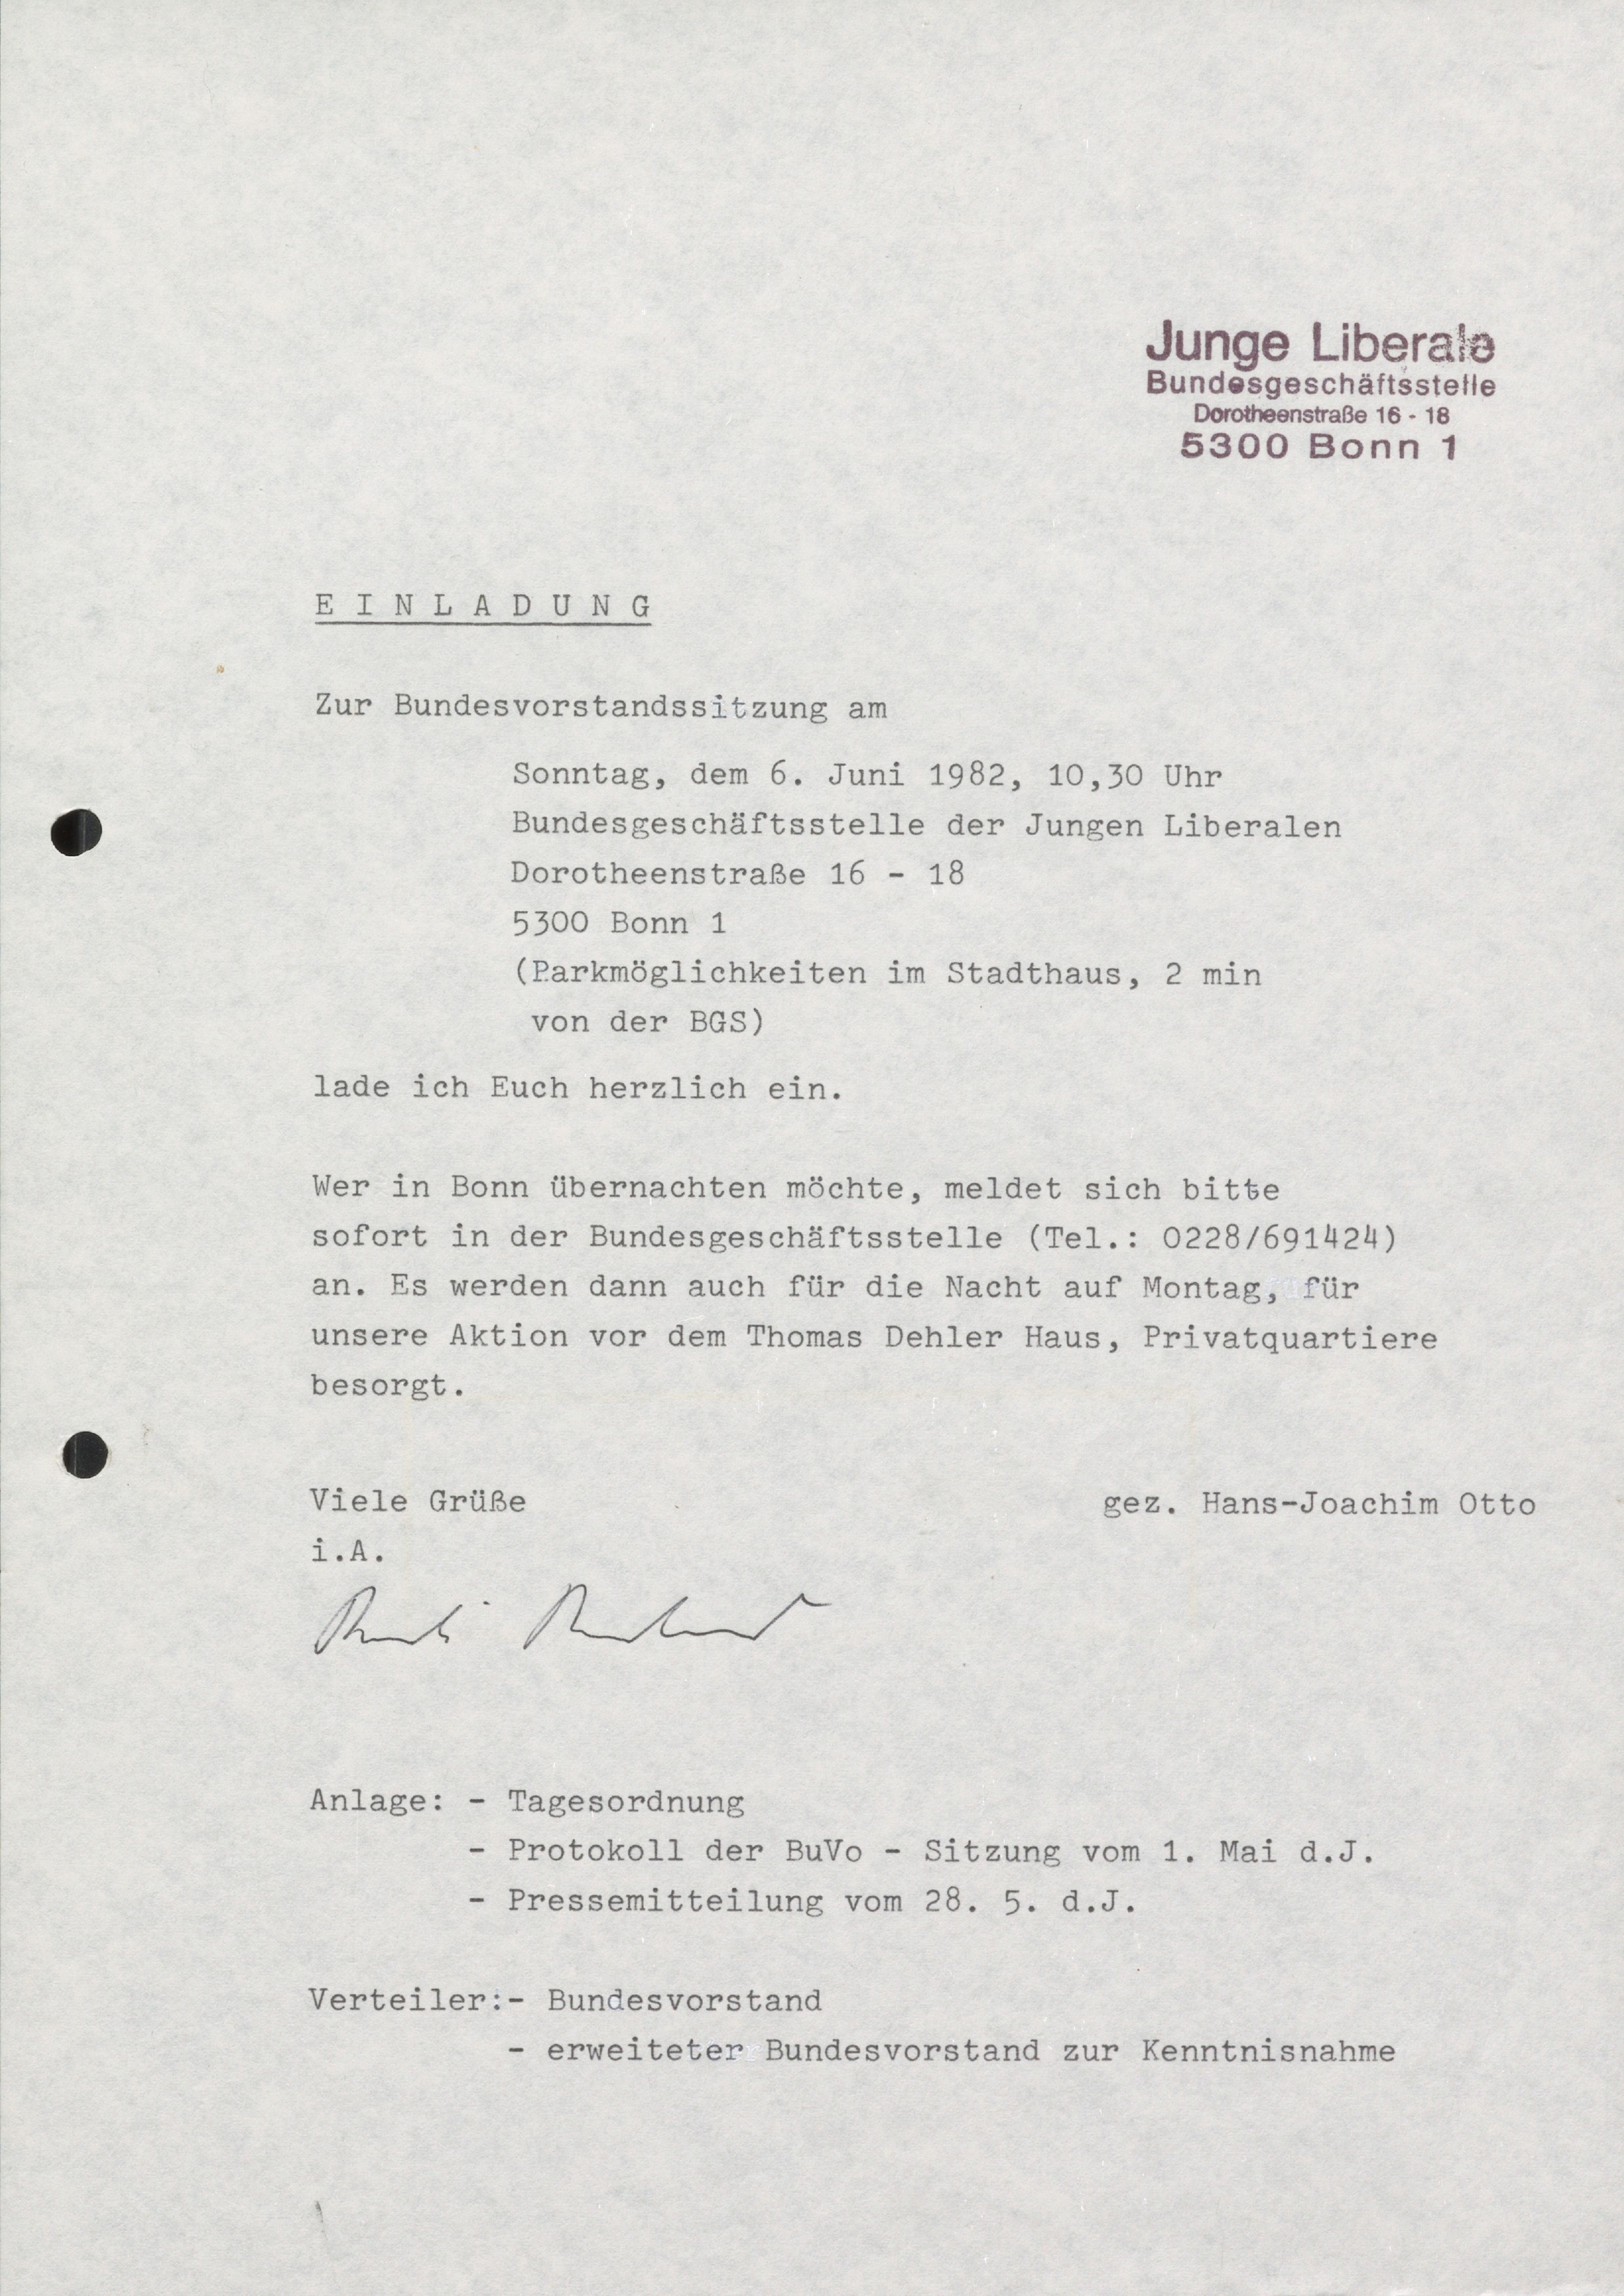 Junge Liberale
Bundesgeschäftsstelle
Dorotheenstraße 16 - 18
5300 Bonn 1
E I N L A D U N G
Zur Bundesvorstandssitzung am
Sonntag, dem 6. Juni 1982, 10,30 Uhr
Bundesgeschäftsstelle der Jungen Liberalen
Dorotheenstraße 16 - 18
5300 Bonn 1
(Parkmöglichkeiten im Stadthaus, 2 min
von der BGS)
lade ich Euch herzlich ein.
Wer in Bonn übernachten möchte, meldet sich bitte
sofort in der Bundesgeschäftsstelle (Tel.: 0228/691424)
an. Es werden dann auch für die Nacht auf Montag, für
unsere Aktion vor dem Thomas Dehler Haus, Privatquartiere
besorgt.
Viele Grüße gez. Hans-Joachim Otto
i.A.
Anlage: - Tagesordnung
- Protokoll der BuVo - Sitzung vom 1. Mai d.J.
- Pressemitteilung vom 28. 5. d.J.
Verteiler:- Bundesvorstand
- erweiteter Bundesvorstand zur Kenntnisnahme